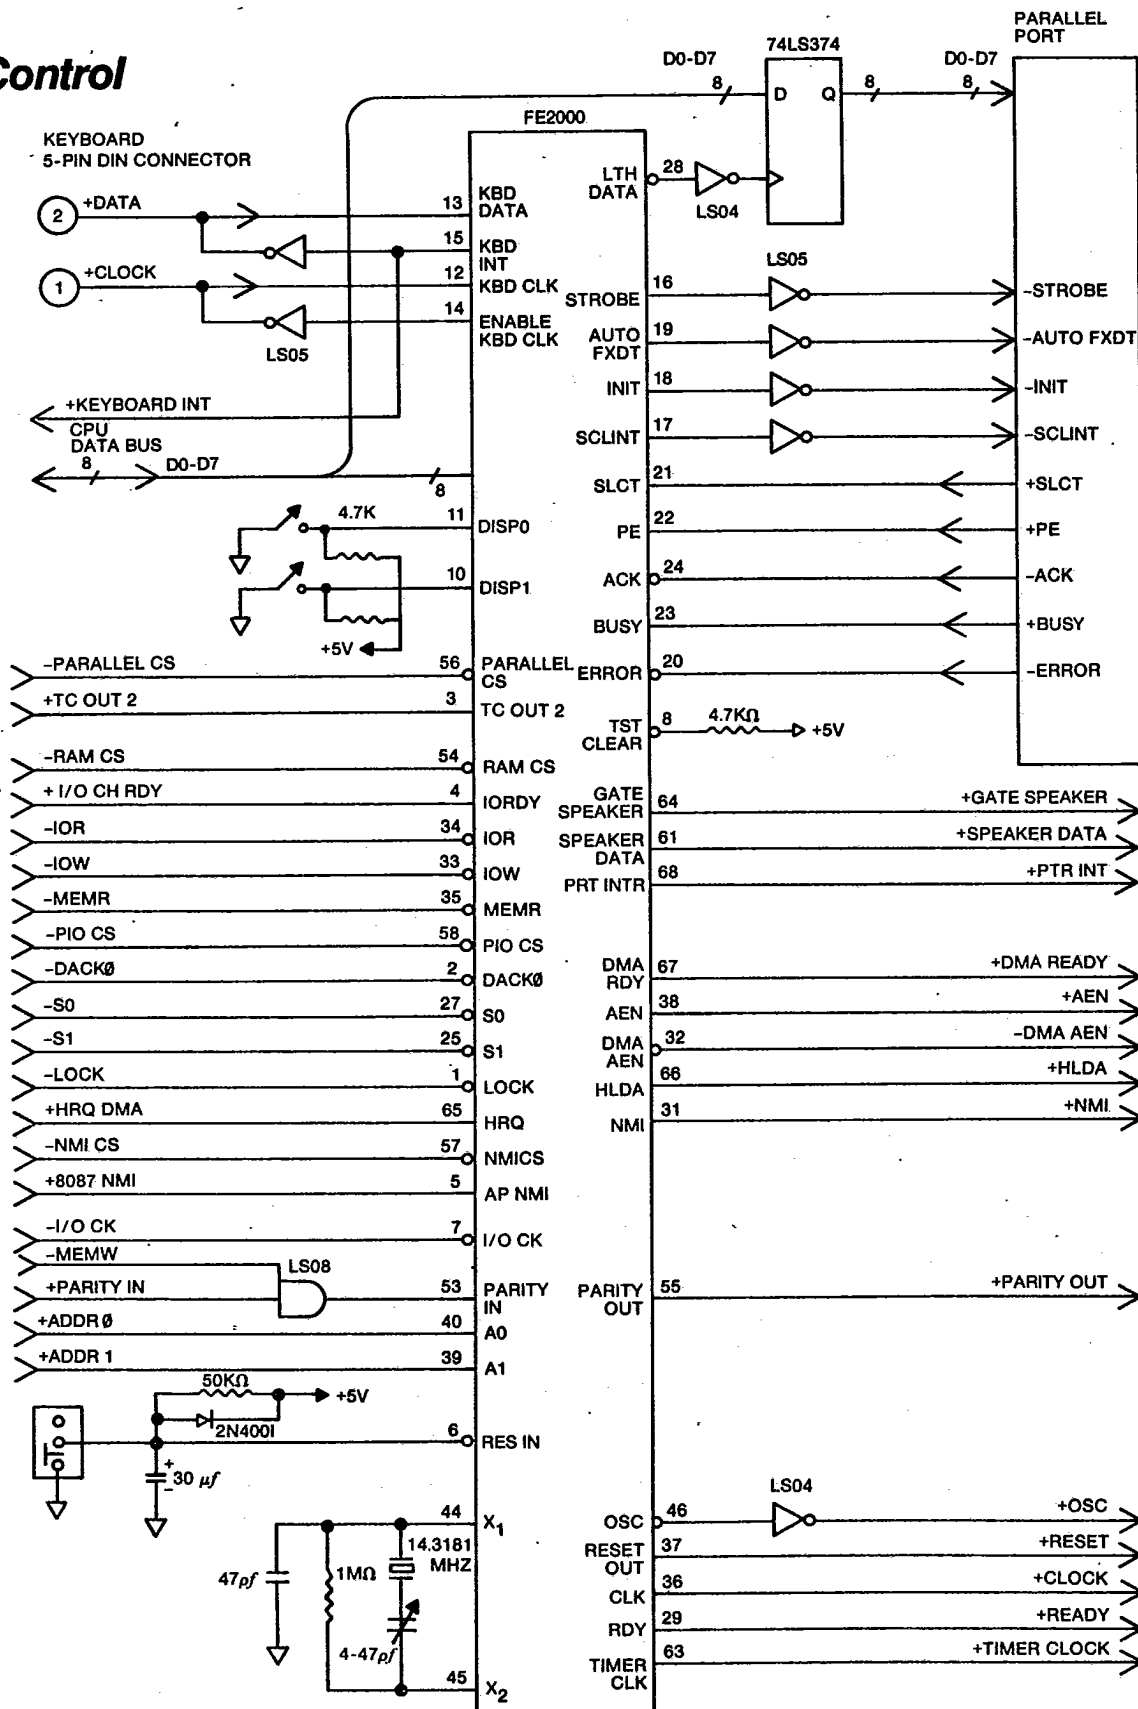 Control
PARALLEL
PORT
74LS374
D0-D7
D0-D7
8
D Q
8
8
KEYBOARD
5-PIN DIN CONNECTOR
FE2000
2
+DATA
13
KBD
DATA
LTH
DATA
28
LS04
15
KBD
INT
1
+CLOCK
12
KBD CLK
14
ENABLE
KBD CLK
LS05
LS05
STROBE
16
-STROBE
AUTO
FXDT
19
-AUTO FXDT
INIT
18
-INIT
SCLINT
17
-SCLINT
+KEYBOARD INT
CPU
DATA BUS
8
D0-D7
8
SLCT
21
+SLCT
4.7K
11
DISP0
PE
22
+PE
10
DISP1
ACK
24
-ACK
BUSY
23
+BUSY
+5V
-PARALLEL CS
56
PARALLEL
CS
ERROR
20
-ERROR
+TC OUT 2
3
TC OUT 2
TST
CLEAR
8
4.7KΩ
+5V
-RAM CS
54
RAM CS
+ I/O CH RDY
4
IORDY
GATE
SPEAKER
64
+GATE SPEAKER
-IOR
34
IOR
SPEAKER
DATA
61
+SPEAKER DATA
-IOW
33
IOW
PRT INTR
68
+PTR INT
-MEMR
35
MEMR
-PIO CS
58
PIO CS
-DACKØ
2
DACKØ
DMA
RDY
67
+DMA READY
-S0
27
S0
AEN
38
+AEN
-S1
25
S1
DMA
AEN
32
-DMA AEN
-LOCK
1
LOCK
HLDA
66
+HLDA
+HRQ DMA
65
HRQ
NMI
31
+NMI
-NMI CS
57
NMICS
+8087 NMI
5
AP NMI
-I/O CK
7
I/O CK
-MEMW
LS08
+PARITY IN
53
PARITY
IN
PARITY
OUT
55
+PARITY OUT
+ADDR Ø
40
A0
+ADDR 1
39
A1
50KΩ
+5V
2N400I
6
RES IN
+
-
30 μf
44
X1
14.3181
MHZ
47pf
1MΩ
4-47pf
45
X2
OSC
46
LS04
+OSC
RESET
OUT
37
+RESET
CLK
36
+CLOCK
RDY
29
+READY
TIMER
CLK
63
+TIMER CLOCK